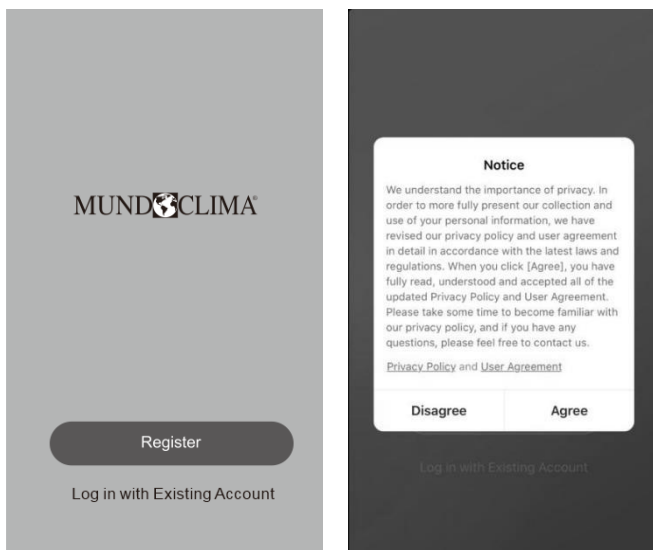 MUNDOCLIMA®
Register
Log in with Existing Account
Notice
We understand the importance of privacy. In
order to more fully present our collection and
use of your personal information, we have
revised our privacy policy and user agreement
in detail in accordance with the latest laws and
regulations. When you click [Agree], you have
fully read, understood and accepted all of the
updated Privacy Policy and User Agreement.
Please take some time to become familiar with
our privacy policy, and if you have any
questions, please feel free to contact us.
Privacy Policy and User Agreement
Disagree Agree
Log in with Existing Account